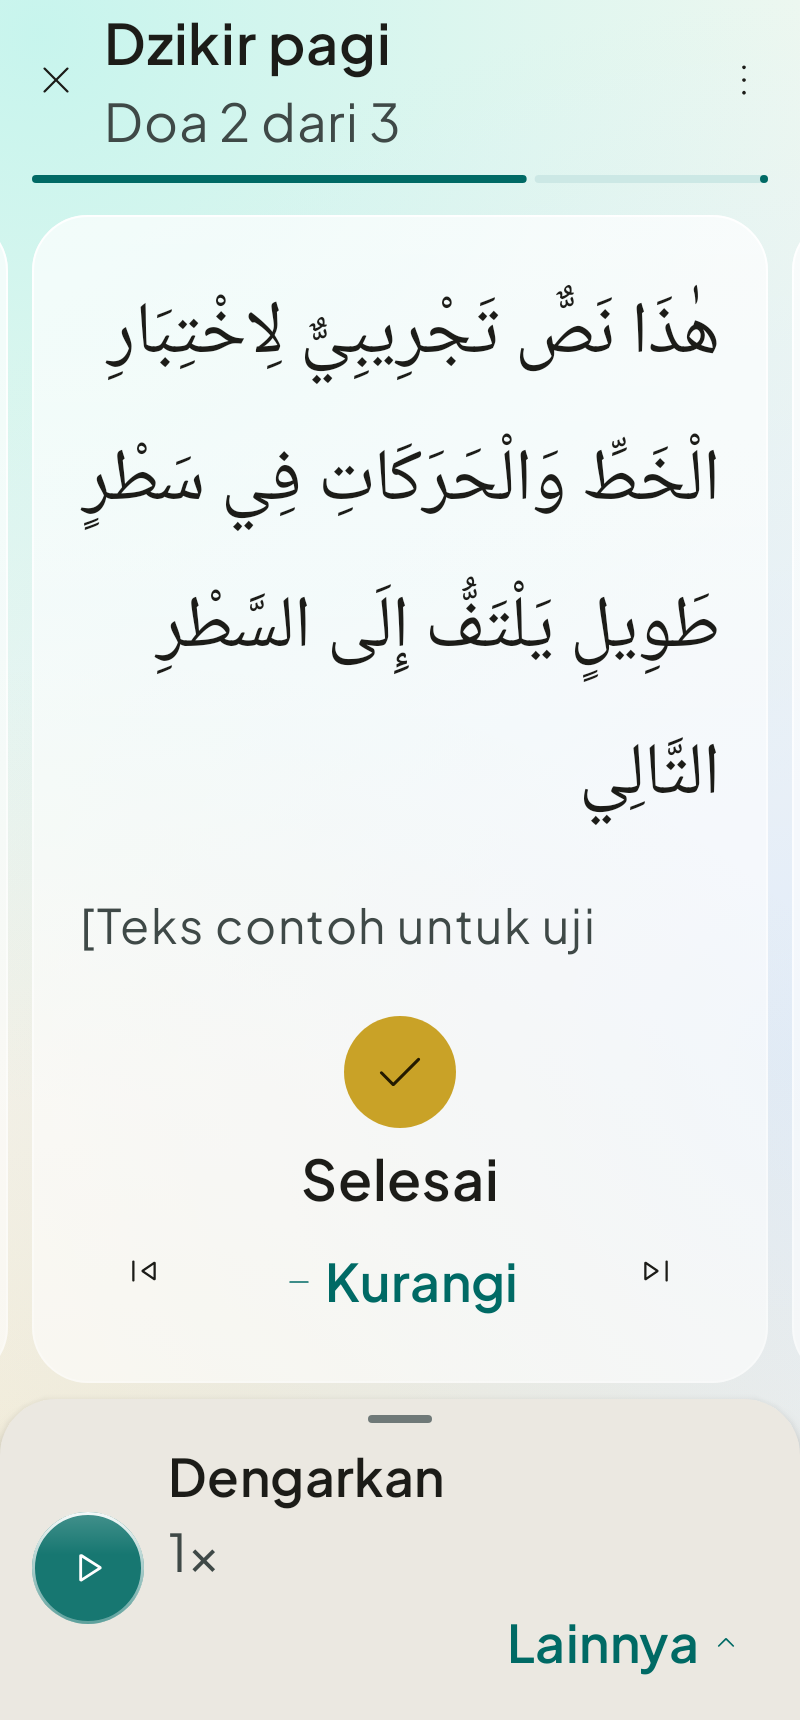 Dzikir pagi
Doa 2 dari 3
هٰذَا نَصٌّ تَجْرِيبِيٌّ لِاخْتِبَارِ
الْخَطِّ وَالْحَرَكَاتِ فِي سَطْرٍ
طَوِيلٍ يَلْتَفُّ إِلَى السَّطْرِ
التَّالِي
[Teks contoh untuk uji
Selesai
Kurangi
Dengarkan
1×
Lainnya